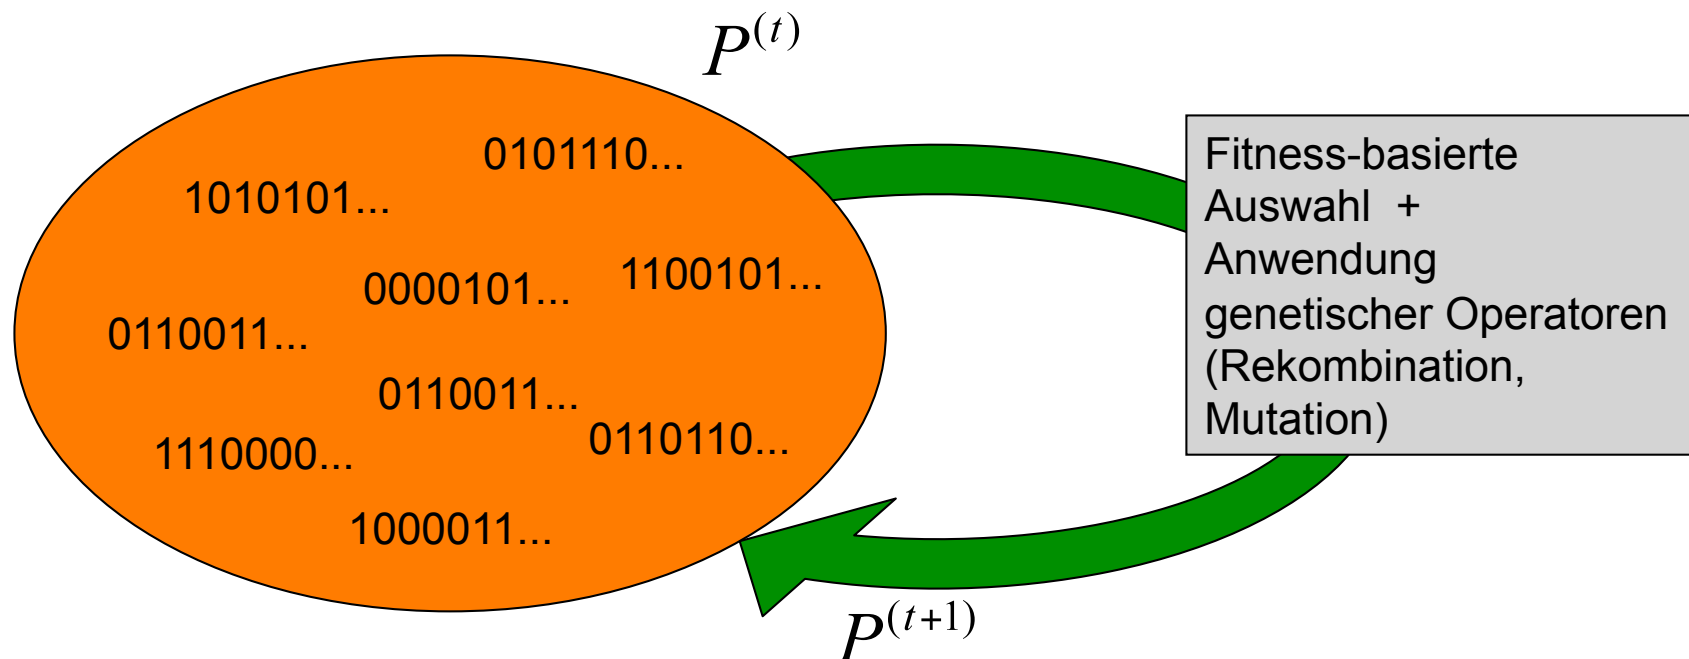 P^(t)
0101110...
1010101...
1100101...
0000101...
0110011...
0110011...
0110110...
1110000...
1000011...
Fitness-basierte
Auswahl +
Anwendung
genetischer Operatoren
(Rekombination,
Mutation)
P^(t+1)